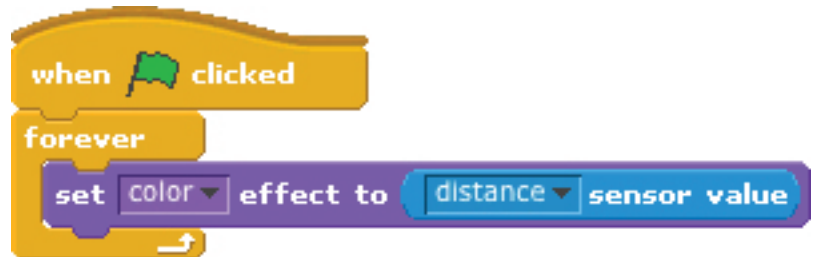 when clicked
forever
set color effect to distance sensor value